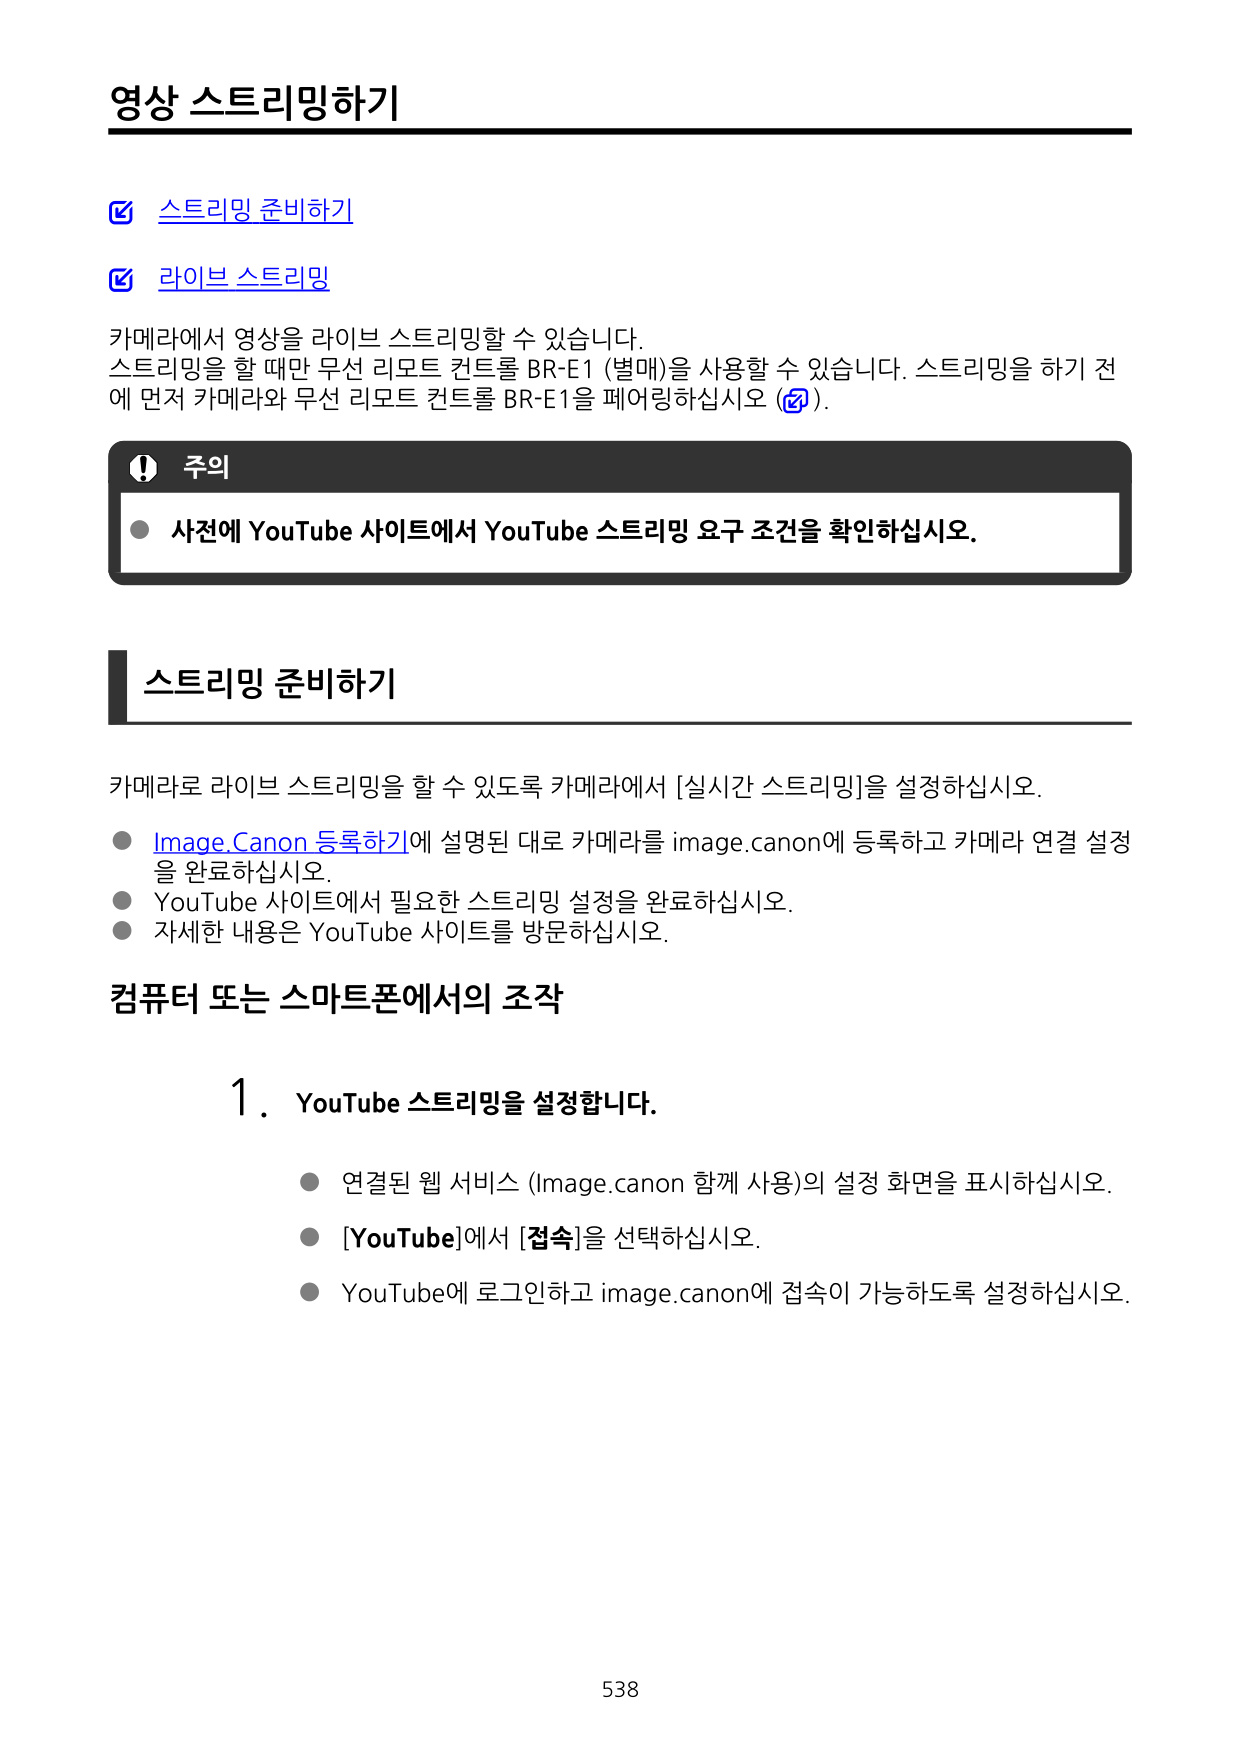 영상 스트리밍하기
스트리밍 준비하기
라이브 스트리밍
카메라에서 영상을 라이브 스트리밍할 수 있습니다.
스트리밍을 할 때만 무선 리모트 컨트롤 BR-E1 (별매)을 사용할 수 있습니다. 스트리밍을 하기 전
에 먼저 카메라와 무선 리모트 컨트롤 BR-E1을 페어링하십시오 ( ).
주의
● 사전에 YouTube 사이트에서 YouTube 스트리밍 요구 조건을 확인하십시오.
스트리밍 준비하기
카메라로 라이브 스트리밍을 할 수 있도록 카메라에서 [실시간 스트리밍]을 설정하십시오.
● Image.Canon 등록하기에 설명된 대로 카메라를 image.canon에 등록하고 카메라 연결 설정
을 완료하십시오.
● YouTube 사이트에서 필요한 스트리밍 설정을 완료하십시오.
● 자세한 내용은 YouTube 사이트를 방문하십시오.
컴퓨터 또는 스마트폰에서의 조작
1. YouTube 스트리밍을 설정합니다.
● 연결된 웹 서비스 (Image.canon 함께 사용)의 설정 화면을 표시하십시오.
● [YouTube]에서 [접속]을 선택하십시오.
● YouTube에 로그인하고 image.canon에 접속이 가능하도록 설정하십시오.
538